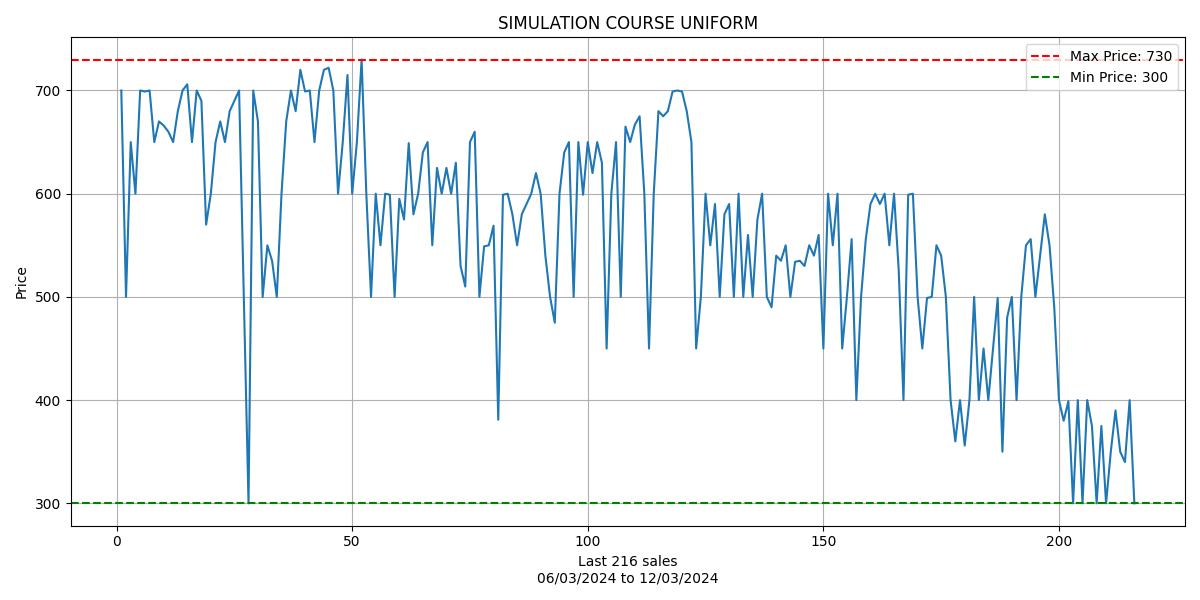 SIMULATION COURSE UNIFORM
Max Price: 730
Min Price: 300
Price
700
600
500
400
300
0 50 100 150 200
Last 216 sales
06/03/2024 to 12/03/2024